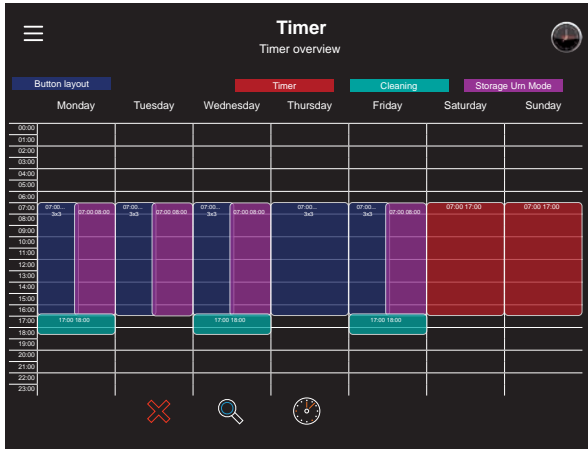 Timer
Timer overview
Button layout
Timer
Cleaning
Storage Urn Mode
Monday
Tuesday
Wednesday
Thursday
Friday
Saturday
Sunday
00:00
01:00
02:00
03:00
04:00
05:00
06:00
07:00
08:00
09:00
10:00
11:00
12:00
13:00
14:00
15:00
16:00
17:00
18:00
19:00
20:00
21:00
22:00
23:00
07:00...
3x3
07:00 08:00
07:00...
3x3
07:00 08:00
07:00...
3x3
07:00 08:00
07:00...
3x3
07:00...
3x3
07:00 08:00
07:00 17:00
07:00 17:00
17:00 18:00
17:00 18:00
17:00 18:00